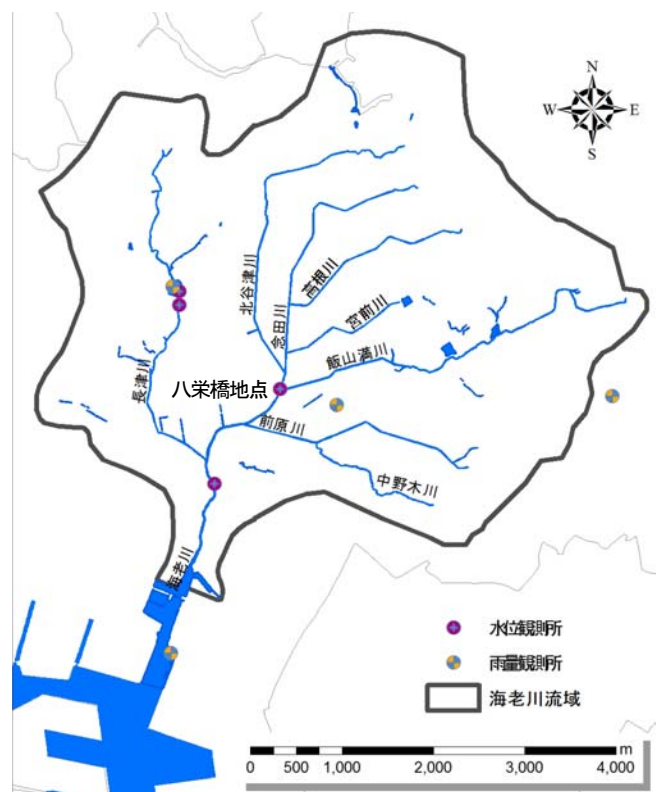 N
W E
S
北谷津川
念田川
高根川
宮前川
飯山満川
長津川
八栄橋地点
前原川
中野木川
海老川
水位観測所
雨量観測所
海老川流域
m
0 500 1,000 2,000 3,000 4,000